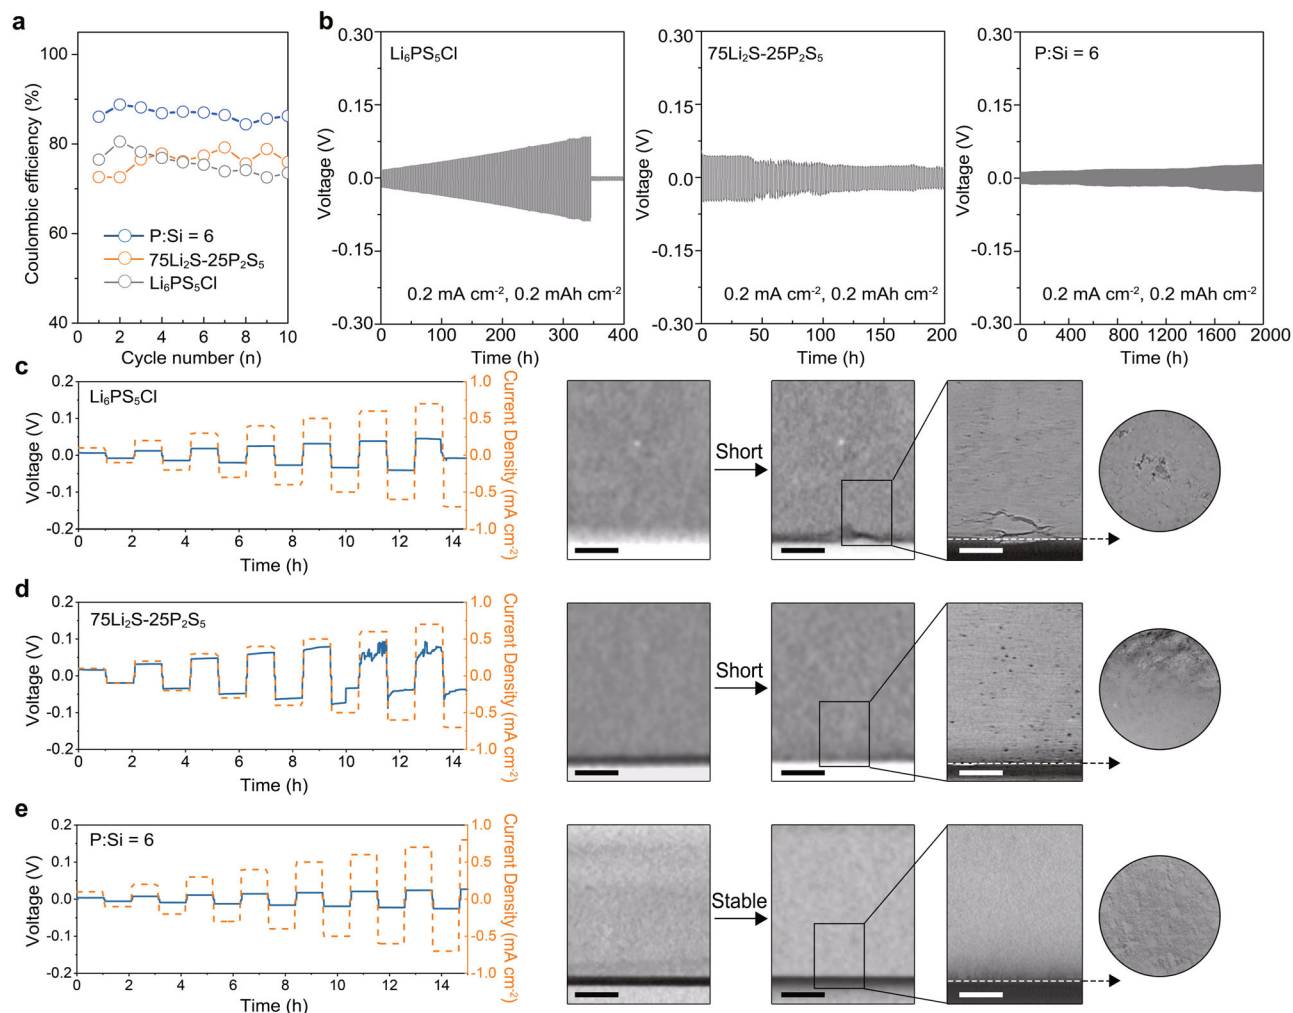 a
100
80
60
40
Coulombic efficiency (%)
P:Si = 6
75Li₂S-25P₂S₅
Li₆PS₅Cl
0 2 4 6 8 10
Cycle number (n)
b
0.30
0.15
0.0
-0.15
-0.30
Voltage (V)
Li₆PS₅Cl
0.2 mA cm⁻², 0.2 mAh cm⁻²
0 100 200 300 400
Time (h)
0.30
0.15
0.0
-0.15
-0.30
Voltage (V)
75Li₂S-25P₂S₅
0.2 mA cm⁻², 0.2 mAh cm⁻²
0 50 100 150 200
Time (h)
0.30
0.15
0.0
-0.15
-0.30
Voltage (V)
P:Si = 6
0.2 mA cm⁻², 0.2 mAh cm⁻²
0 400 800 1200 1600 2000
Time (h)
c
0.2
0.1
0.0
-0.1
-0.2
Voltage (V)
Li₆PS₅Cl
1.0
0.5
0.0
-0.5
-1.0
Current Density (mA cm⁻²)
0 2 4 6 8 10 12 14
Time (h)
Short
d
0.2
0.1
0.0
-0.1
-0.2
Voltage (V)
75Li₂S-25P₂S₅
1.0
0.5
0.0
-0.5
-1.0
Current Density (mA cm⁻²)
0 2 4 6 8 10 12 14
Time (h)
Short
e
0.2
0.1
0.0
-0.1
-0.2
Voltage (V)
P:Si = 6
1.0
0.5
0.0
-0.5
-1.0
Current Density (mA cm⁻²)
0 2 4 6 8 10 12 14
Time (h)
Stable